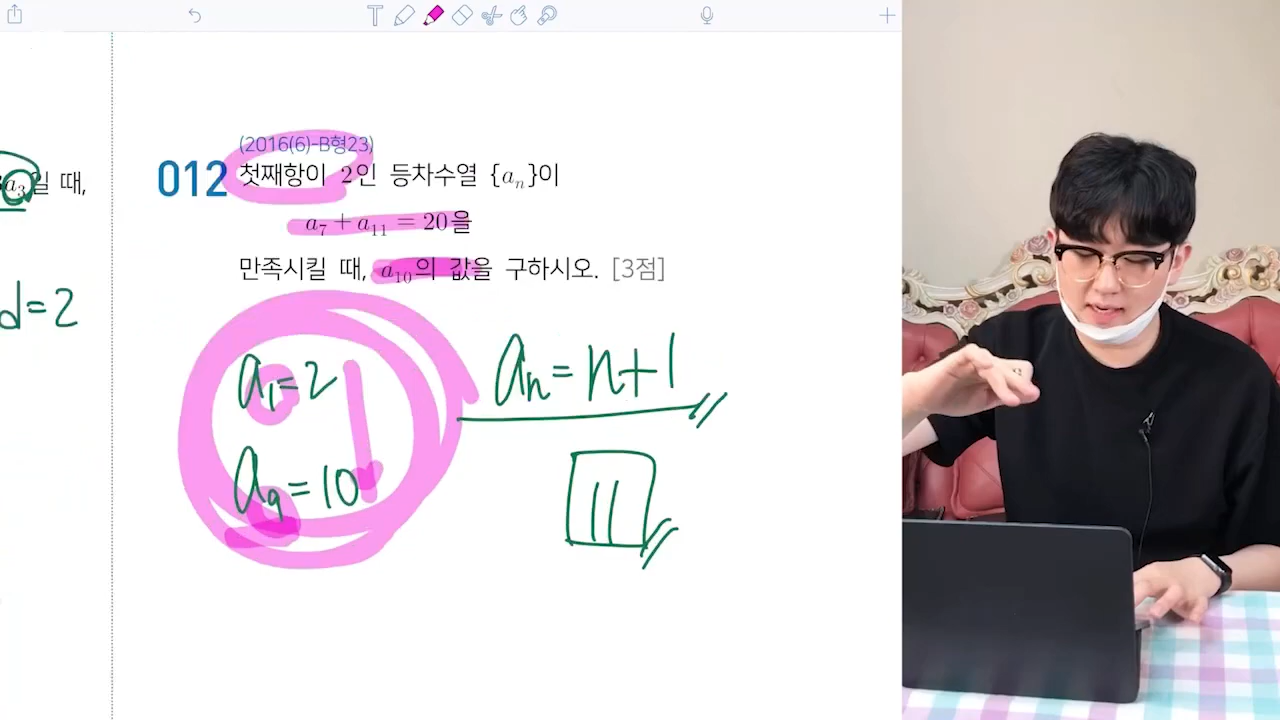 (2016(6)-B형23)
012 첫째항이 2인 등차수열 {aₙ}이
a₇ + a₁₁ = 20을
만족시킬 때, a₁₀의 값을 구하시오. [3점]
a₃일 때,
d=2
a₁=2
a₉=10
aₙ=n+1
11